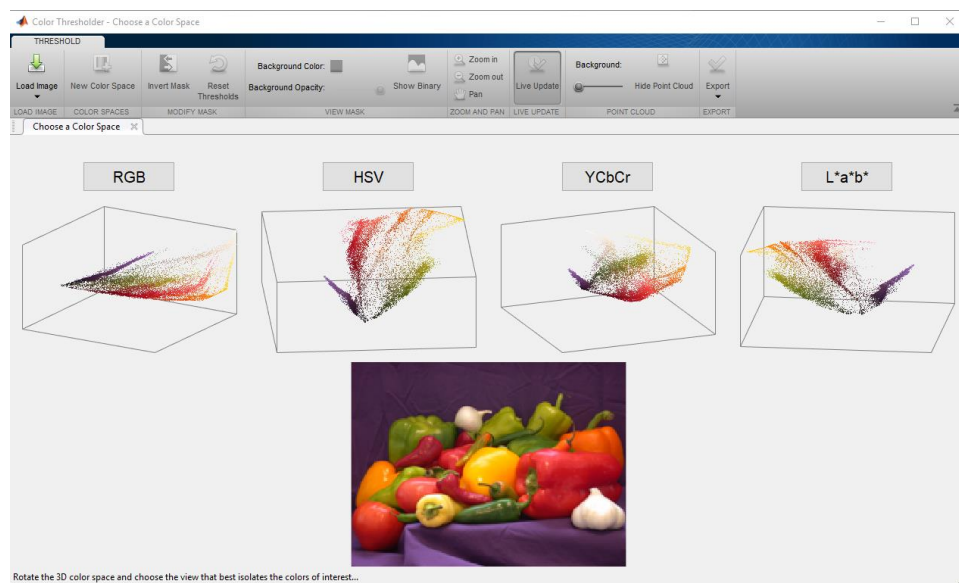 Color Thresholder - Choose a Color Space
THRESHOLD
Load Image
New Color Space
Invert Mask
Reset
Thresholds
Background Color:
Background Opacity:
Show Binary
Zoom in
Zoom out
Pan
Live Update
Background:
Hide Point Cloud
Export
LOAD IMAGE
COLOR SPACES
MODIFY MASK
VIEW MASK
ZOOM AND PAN
LIVE UPDATE
POINT CLOUD
EXPORT
Choose a Color Space
RGB
HSV
YCbCr
L*a*b*
Rotate the 3D color space and choose the view that best isolates the colors of interest...